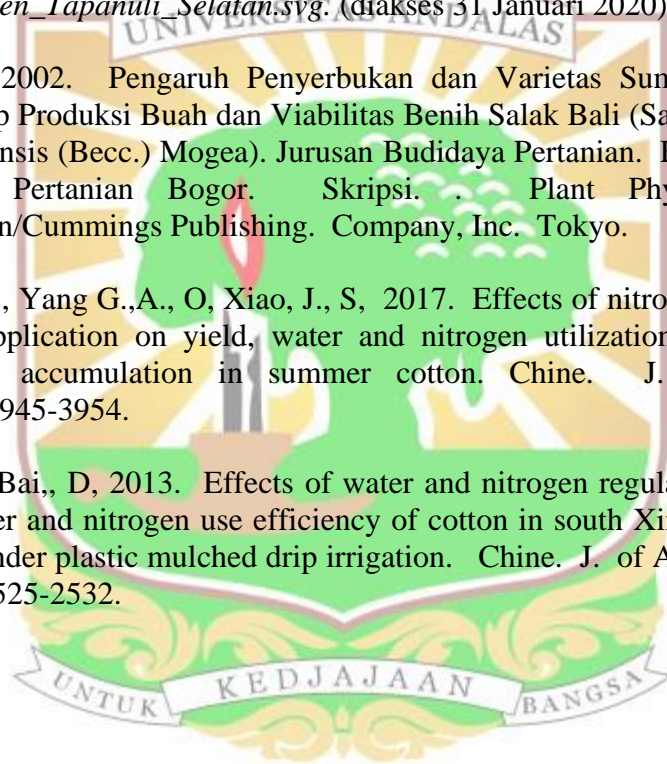 en_Tapanuli_Selatan.svg. (diakses 31 Januari 2020)
UNIVERSITAS ANDALAS
2002. Pengaruh Penyerbukan dan Varietas Sum
p Produksi Buah dan Viabilitas Benih Salak Bali (Sa
ensis (Becc.) Mogea). Jurusan Budidaya Pertanian.
Pertanian Bogor. Skripsi. . Plant Phy
n/Cummings Publishing. Company, Inc. Tokyo.
., Yang G.,A., O, Xiao, J., S, 2017. Effects of nitro
pplication on yield, water and nitrogen utilization
accumulation in summer cotton. Chine. J.
945-3954.
Bai,, D, 2013. Effects of water and nitrogen regula
er and nitrogen use efficiency of cotton in south Xi
nder plastic mulched drip irrigation. Chine. J. of A
525-2532.
UNTUK KEDJAJAAN BANGSA